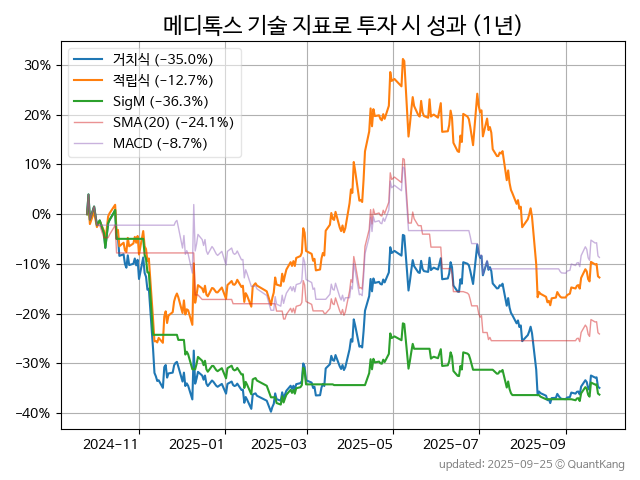 메디톡스 기술 지표로 투자 시 성과 (1년)
거치식 (−35.0%)
적립식 (−12.7%)
SigM (−36.3%)
SMA(20) (−24.1%)
MACD (−8.7%)
30%
20%
10%
0%
−10%
−20%
−30%
−40%
2024-11 2025-01 2025-03 2025-05 2025-07 2025-09
updated: 2025-09-25 © QuantKang